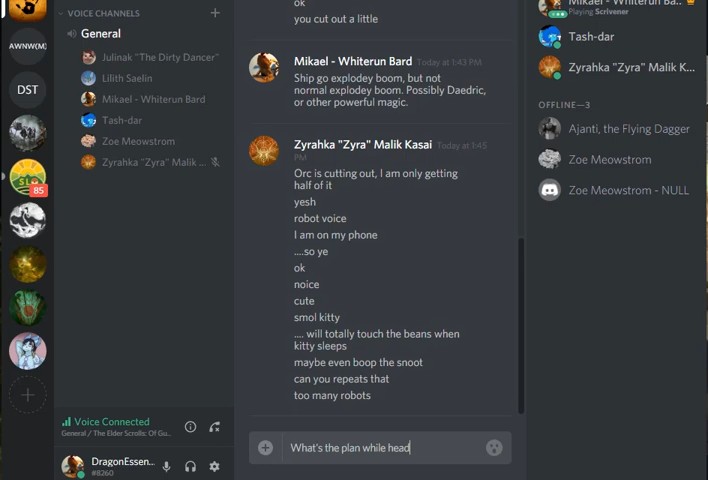 AWNW(M)
DST
85
VOICE CHANNELS
General
Julinak "The Dirty Dancer"
Lilith Saelin
Mikael - Whiterun Bard
Tash-dar
Zoe Meowstrom
Zyrahka "Zyra" Malik ...
Voice Connected
General / The Elder Scrolls: Of Gu...
DragonEssen...
#8260
ok
you cut out a little
Mikael - Whiterun Bard Today at 1:43 PM
Ship go explodey boom, but not
normal explodey boom. Possibly Daedric,
or other powerful magic.
Zyrahka "Zyra" Malik Kasai Today at 1:45
PM
Orc is cutting out, I am only getting
half of it
yesh
robot voice
I am on my phone
....so ye
ok
noice
cute
smol kitty
.... will totally touch the beans when
kitty sleeps
maybe even boop the snoot
can you repeats that
too many robots
What's the plan while head
Mikael - Whiterun Ba..
Playing Scrivener
Tash-dar
Zyrahka "Zyra" Malik K...
OFFLINE—3
Ajanti, the Flying Dagger
Zoe Meowstrom
Zoe Meowstrom - NULL